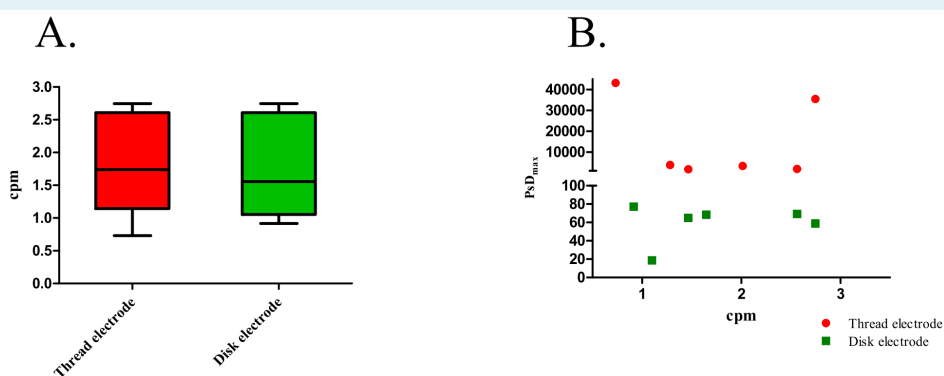 A.
cpm
3.0
2.5
2.0
1.5
1.0
0.5
0.0
Thread electrode
Disk electrode
B.
PsDmax
40000
30000
20000
10000
100
80
60
40
20
0
1
2
3
cpm
Thread electrode
Disk electrode